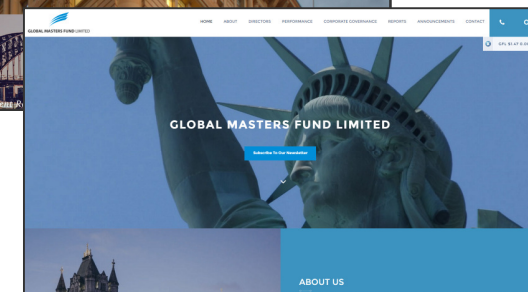 HOME ABOUT DIRECTORS PERFORMANCE CORPORATE GOVERNANCE REPORTS ANNOUNCEMENTS CONTACT
GLOBAL MASTERS FUND LIMITED
GLOBAL MASTERS FUND LIMITED
Subscribe To Our Newsletter
ABOUT US